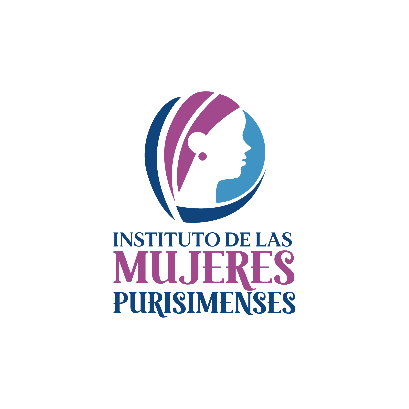 INSTITUTO DE LAS
MUJERES
PURISIMENSES